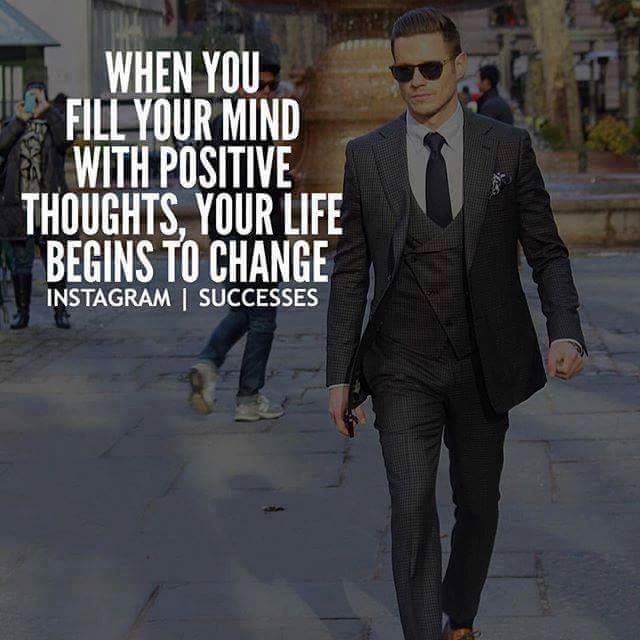 WHEN YOU
FILL YOUR MIND
WITH POSITIVE
THOUGHTS, YOUR LIFE
BEGINS TO CHANGE
INSTAGRAM | SUCCESSES